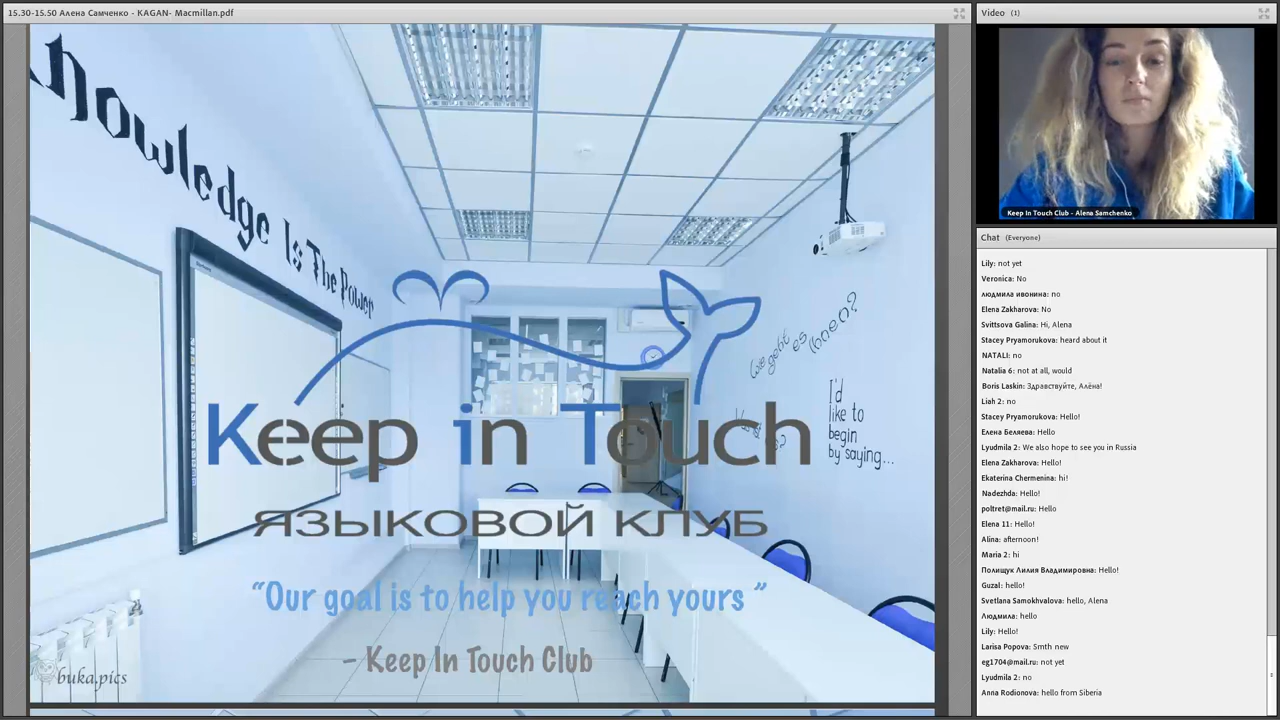 15.30-15.50 Алена Самченко - KAGAN- Macmillan.pdf
Knowledge Is The Power
Wie geht es Ihnen?
I'd
like to
begin
by saying...
Keep in Touch
ЯЗЫКОВОЙ КЛУБ
“Our goal is to help you reach yours ”
– Keep In Touch Club
buka.pics
Video (1)
Keep In Touch Club - Alena Samchenko
Chat (Everyone)
Lily: not yet
Veronica: No
людмила ивонина: no
Elena Zakharova: No
Svittsova Galina: Hi, Alena
Stacey Pryamorukova: heard about it
NATALI: no
Natalia 6: not at all, would
Boris Laskin: Здравствуйте, Алёна!
Liah 2: no
Stacey Pryamorukova: Hello!
Елена Беляева: Hello
Lyudmila 2: We also hope to see you in Russia
Elena Zakharova: Hello!
Ekaterina Chermenina: hi!
Nadezhda: Hello!
poltret@mail.ru: Hello
Elena 11: Hello!
Alina: afternoon!
Maria 2: hi
Полищук Лилия Владимировна: Hello!
Guzal: hello!
Svetlana Samokhvalova: hello, Alena
Людмила: hello
Lily: Hello!
Larisa Popova: Smth new
eg1704@mail.ru: not yet
Lyudmila 2: no
Anna Rodionova: hello from Siberia